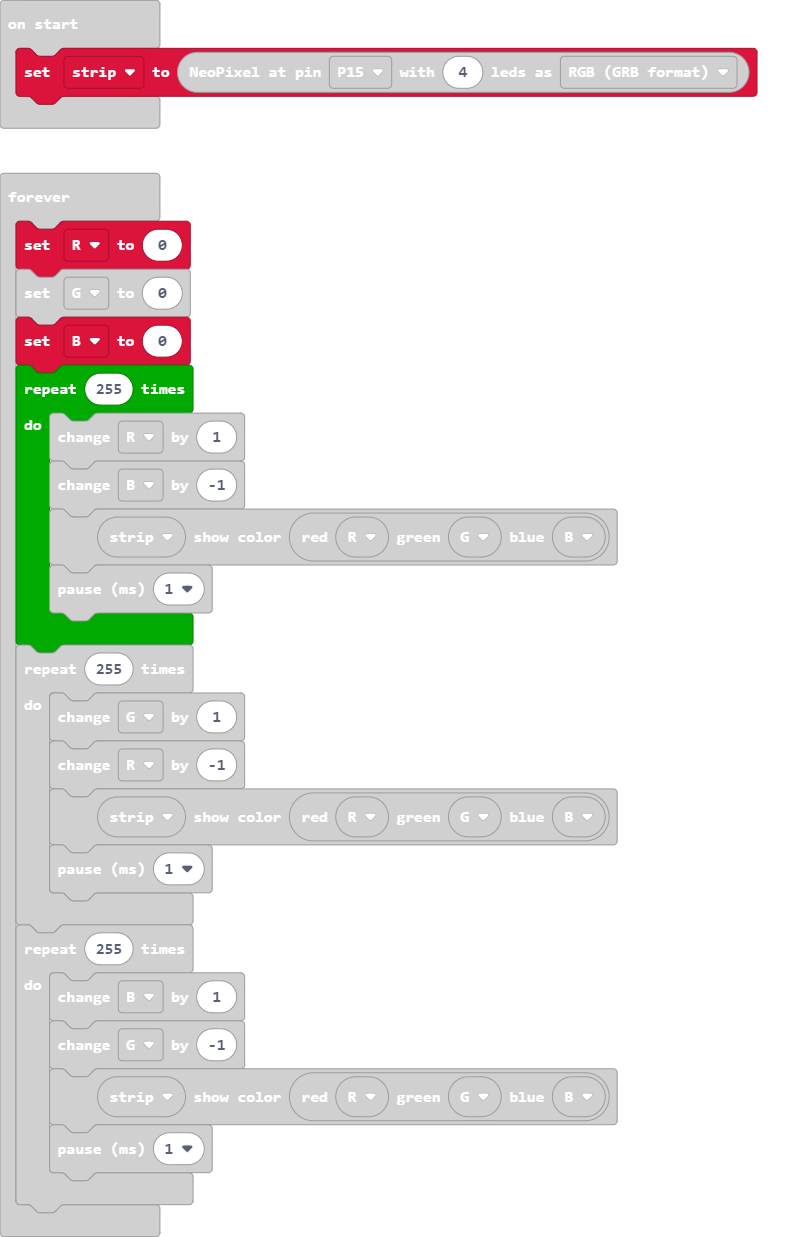 on start
set strip to NeoPixel at pin P15 with 4 leds as RGB (GRB format)
forever
set R to 0
set G to 0
set B to 0
repeat 255 times
do
change R by 1
change B by -1
strip show color red R green G blue B
pause (ms) 1
repeat 255 times
do
change G by 1
change R by -1
strip show color red R green G blue B
pause (ms) 1
repeat 255 times
do
change B by 1
change G by -1
strip show color red R green G blue B
pause (ms) 1